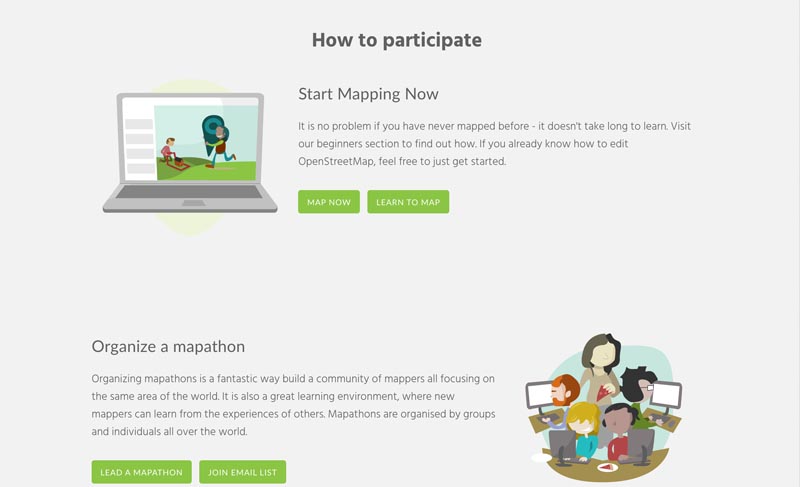 How to participate
Start Mapping Now
It is no problem if you have never mapped before - it doesn't take long to learn. Visit
our beginners section to find out how. If you already know how to edit
OpenStreetMap, feel free to just get started.
MAP NOW
LEARN TO MAP
Organize a mapathon
Organizing mapathons is a fantastic way build a community of mappers all focusing on
the same area of the world. It is also a great learning environment, where new
mappers can learn from the experiences of others. Mapathons are organised by groups
and individuals all over the world.
LEAD A MAPATHON
JOIN EMAIL LIST